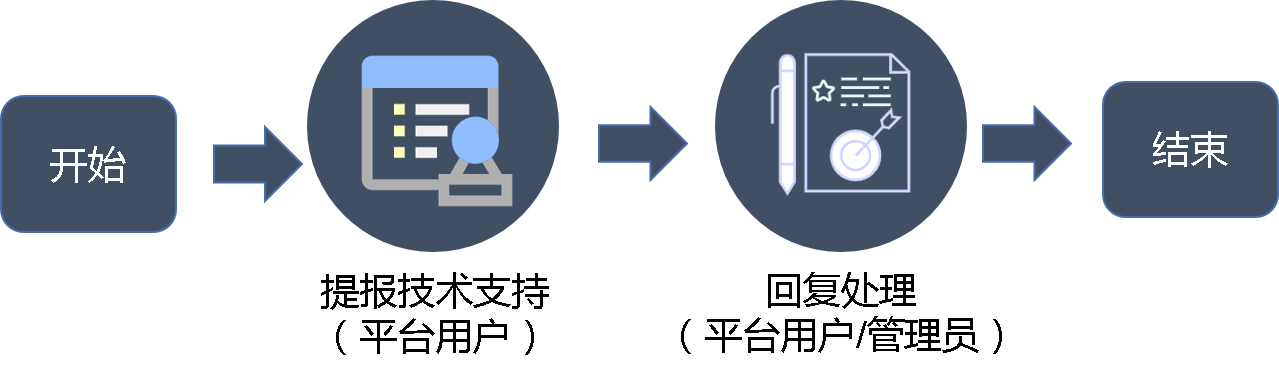 开始
提报技术支持
（平台用户）
回复处理
（平台用户/管理员）
结束